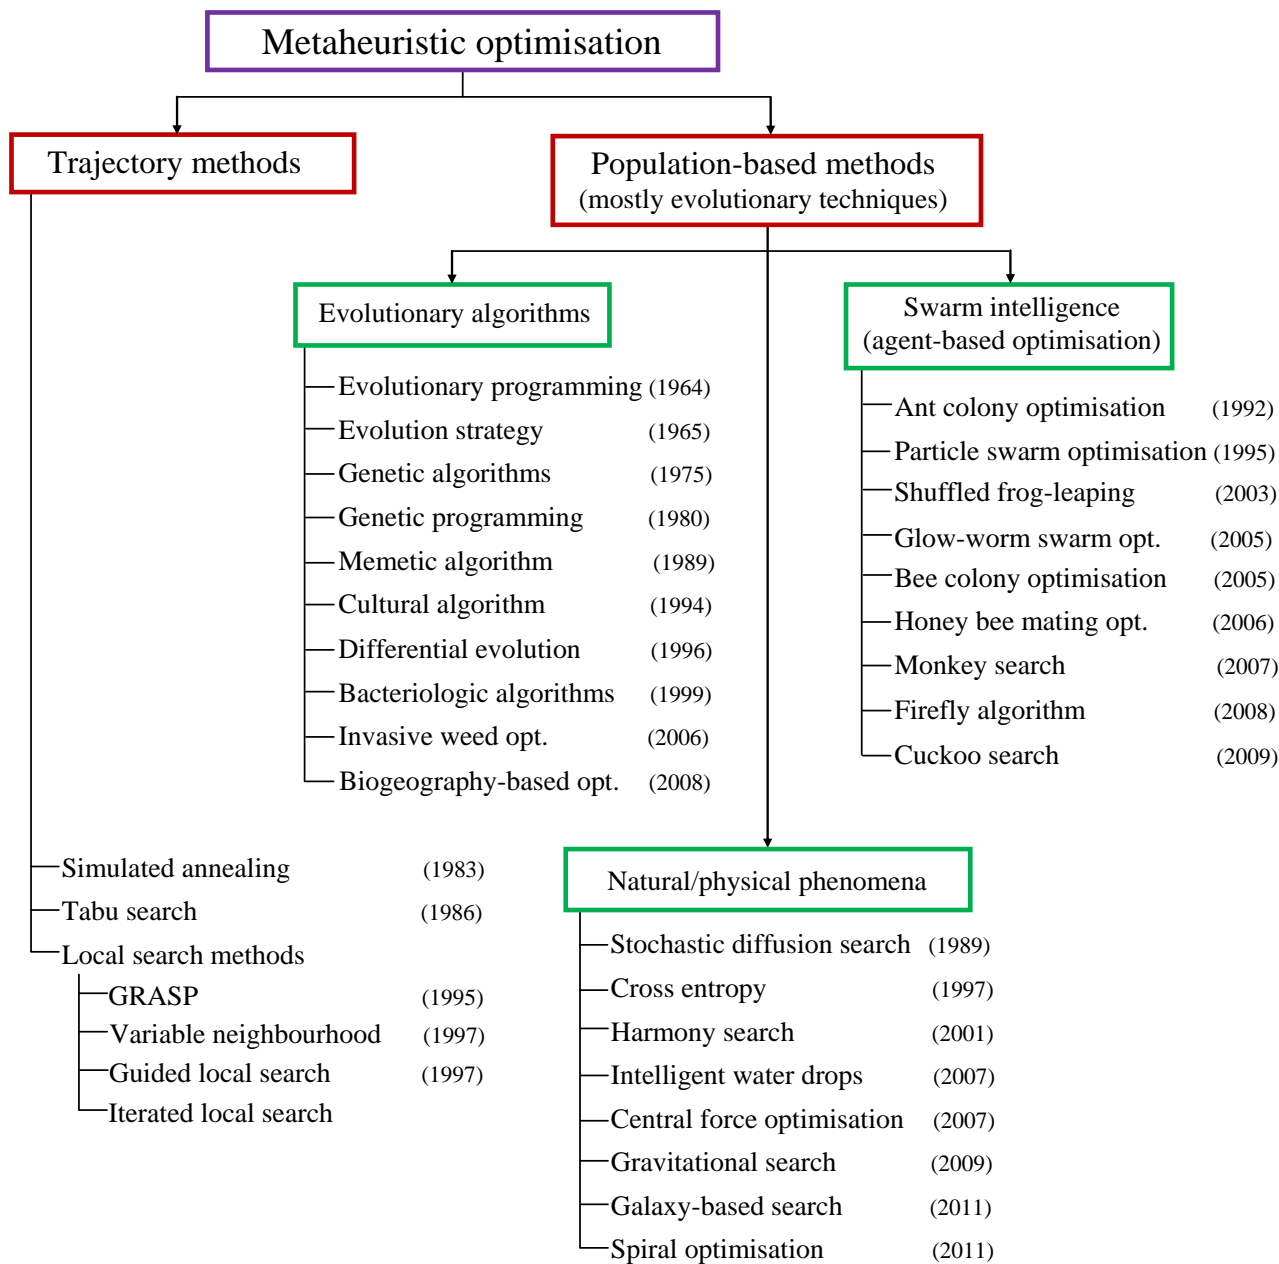 Metaheuristic optimisation
Trajectory methods
Population-based methods
(mostly evolutionary techniques)
Evolutionary algorithms
Evolutionary programming (1964)
Evolution strategy (1965)
Genetic algorithms (1975)
Genetic programming (1980)
Memetic algorithm (1989)
Cultural algorithm (1994)
Differential evolution (1996)
Bacteriologic algorithms (1999)
Invasive weed opt. (2006)
Biogeography-based opt. (2008)
Swarm intelligence
(agent-based optimisation)
Ant colony optimisation (1992)
Particle swarm optimisation (1995)
Shuffled frog-leaping (2003)
Glow-worm swarm opt. (2005)
Bee colony optimisation (2005)
Honey bee mating opt. (2006)
Monkey search (2007)
Firefly algorithm (2008)
Cuckoo search (2009)
Simulated annealing (1983)
Tabu search (1986)
Local search methods
GRASP (1995)
Variable neighbourhood (1997)
Guided local search (1997)
Iterated local search
Natural/physical phenomena
Stochastic diffusion search (1989)
Cross entropy (1997)
Harmony search (2001)
Intelligent water drops (2007)
Central force optimisation (2007)
Gravitational search (2009)
Galaxy-based search (2011)
Spiral optimisation (2011)